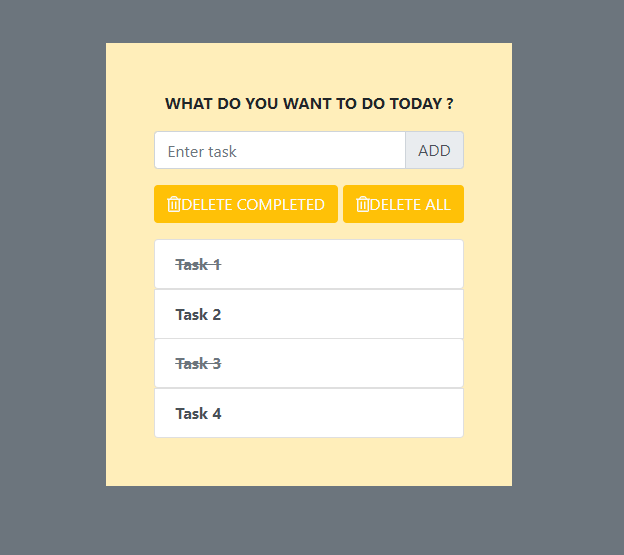 WHAT DO YOU WANT TO DO TODAY ?
Enter task ADD
DELETE COMPLETED DELETE ALL
Task 1
Task 2
Task 3
Task 4